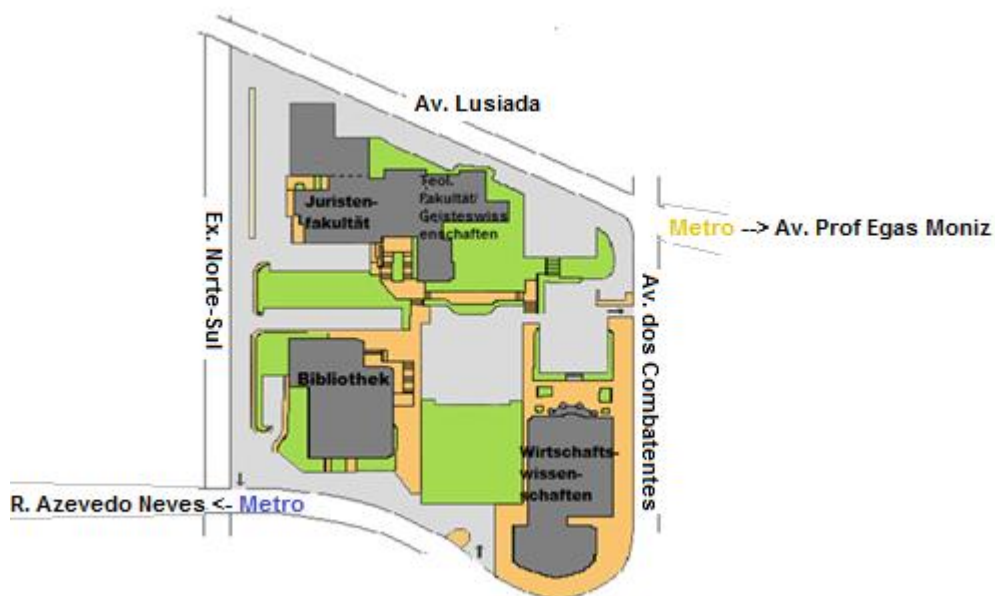 Av. Lusiada
Teol.
Fakultät/
Geisteswiss
enschaften
Juristen-
fakultät
Metro --> Av. Prof Egas Moniz
Ex. Norte-Sul
Av. dos Combatentes
Bibliothek
Wirtschafts-
wissen-
schaften
R. Azevedo Neves <- Metro